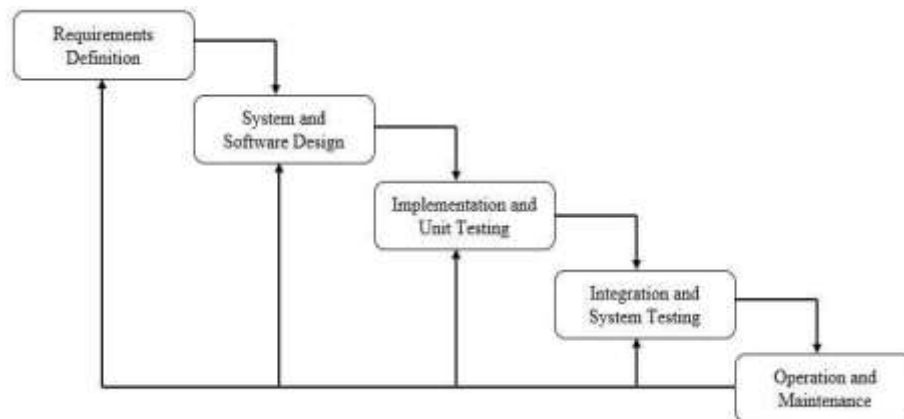 Requirements
Definition
System and
Software Design
Implementation and
Unit Testing
Integration and
System Testing
Operation and
Maintenance